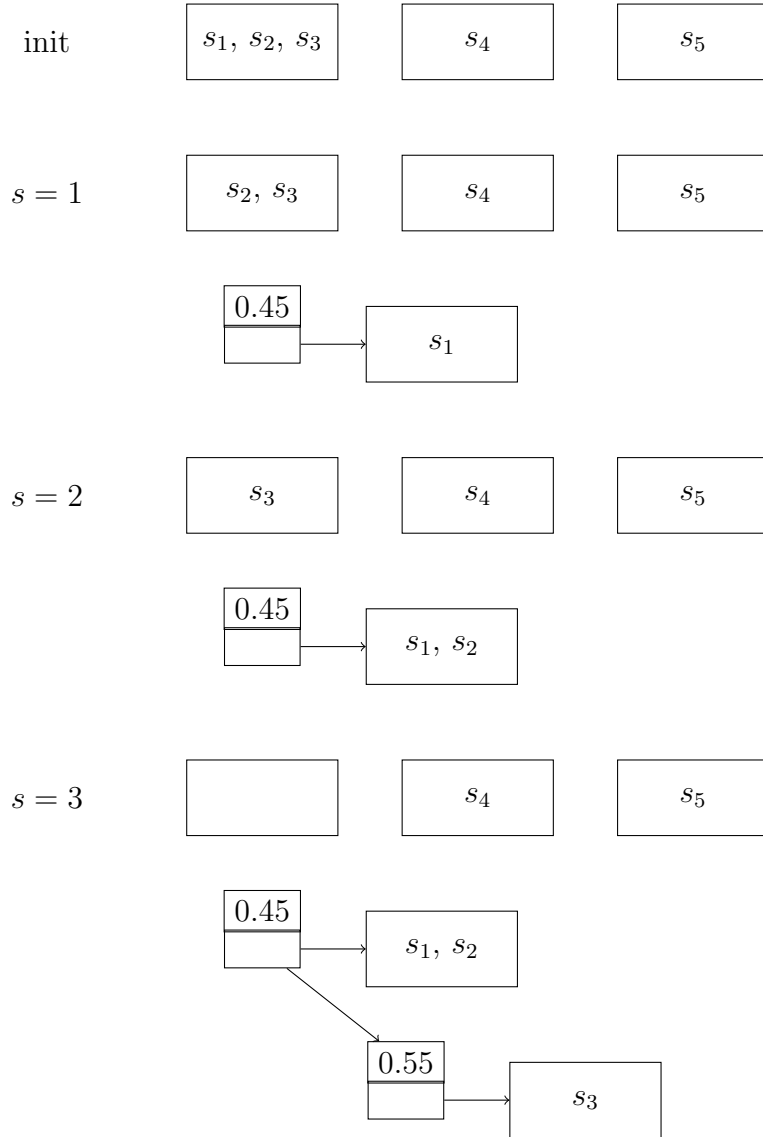 init s₁, s₂, s₃ s₄ s₅
s = 1 s₂, s₃ s₄ s₅
0.45
s₁
s = 2 s₃ s₄ s₅
0.45
s₁, s₂
s = 3 s₄ s₅
0.45
s₁, s₂
0.55
s₃